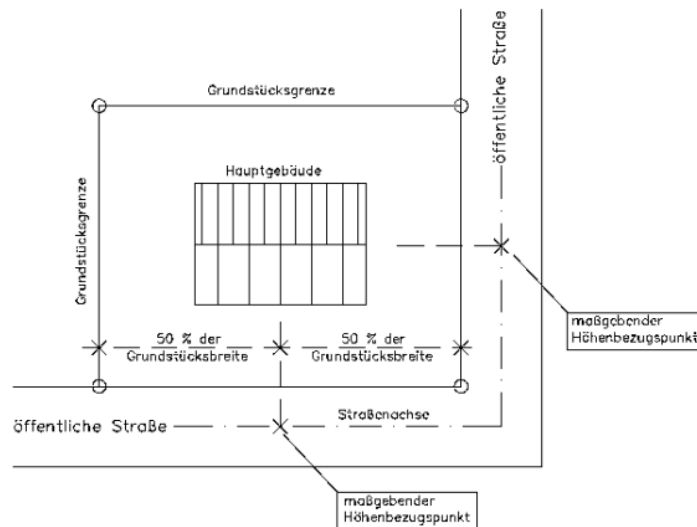 öffentliche Straße
Grundstücksgrenze
Hauptgebäude
Grundstücksgrenze
maßgebender
Höhenbezugspunkt
50 % der
Grundstücksbreite
50 % der
Grundstücksbreite
Straßenachse
öffentliche Straße
maßgebender
Höhenbezugspunkt